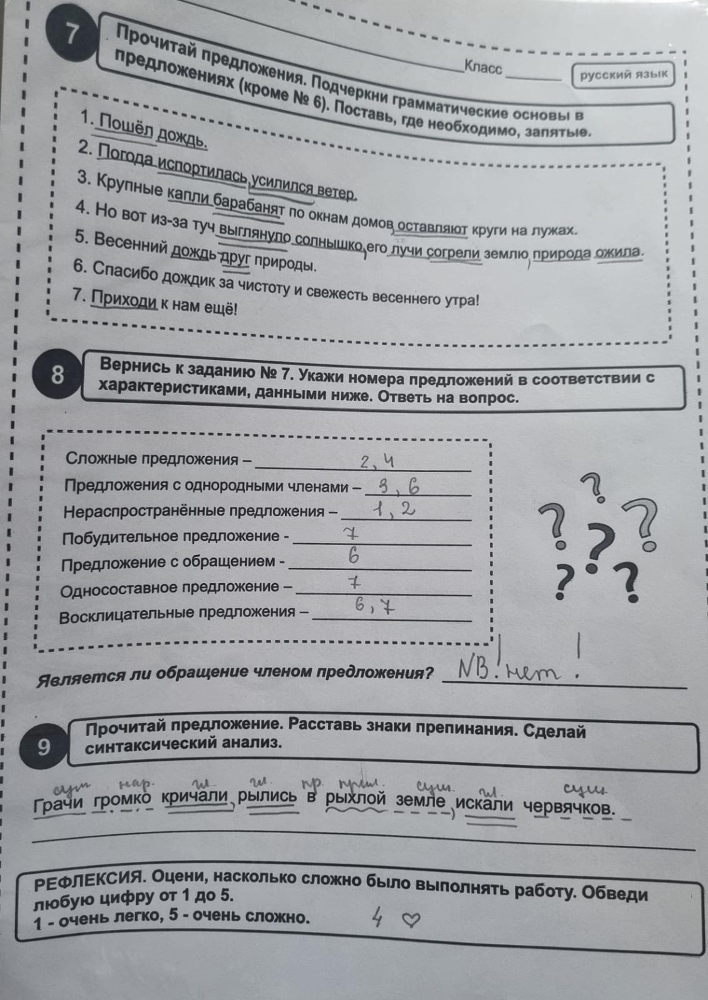 7
Класс
русский язык
Прочитай предложения. Подчеркни грамматические основы в
предложениях (кроме № 6). Поставь, где необходимо, запятые.
1. Пошёл дождь.
2. Погода испортилась, усилился ветер.
3. Крупные капли барабанят по окнам домов, оставляют круги на лужах.
4. Но вот из-за туч выглянуло солнышко, его лучи согрели землю, природа ожила.
5. Весенний дождь - друг природы.
6. Спасибо дождик за чистоту и свежесть весеннего утра!
7. Приходи к нам ещё!
8
Вернись к заданию № 7. Укажи номера предложений в соответствии с
характеристиками, данными ниже. Ответь на вопрос.
Сложные предложения – 2, 4
Предложения с однородными членами – 3, 6
Нераспространённые предложения – 1, 2
Побудительное предложение - 7
Предложение с обращением - 6
Односоставное предложение – 7
Восклицательные предложения – 6, 7
Является ли обращение членом предложения? NB! нет!
9
Прочитай предложение. Расставь знаки препинания. Сделай
синтаксический анализ.
сущ нар. гл гл. пр. прил. сущ. гл. сущ.
Грачи громко кричали, рылись в рыхлой земле, искали червячков.
РЕФЛЕКСИЯ. Оцени, насколько сложно было выполнять работу. Обведи
любую цифру от 1 до 5.
1 - очень легко, 5 - очень сложно. 4 ♡